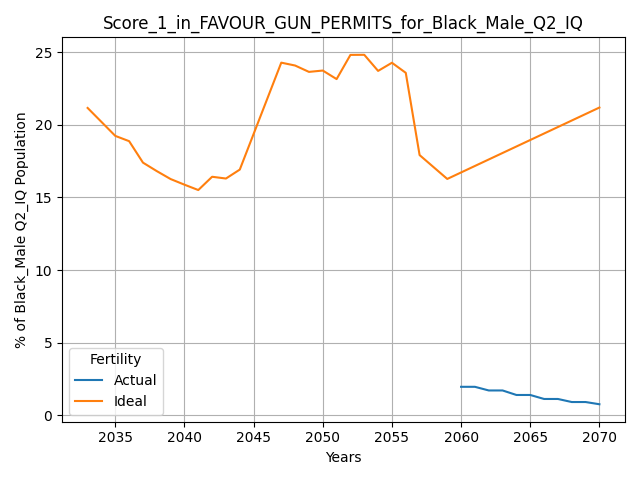 Score_1_in_FAVOUR_GUN_PERMITS_for_Black_Male_Q2_IQ
% of Black_Male Q2_IQ Population
25
20
15
10
5
0
Fertility
Actual
Ideal
2035 2040 2045 2050 2055 2060 2065 2070
Years